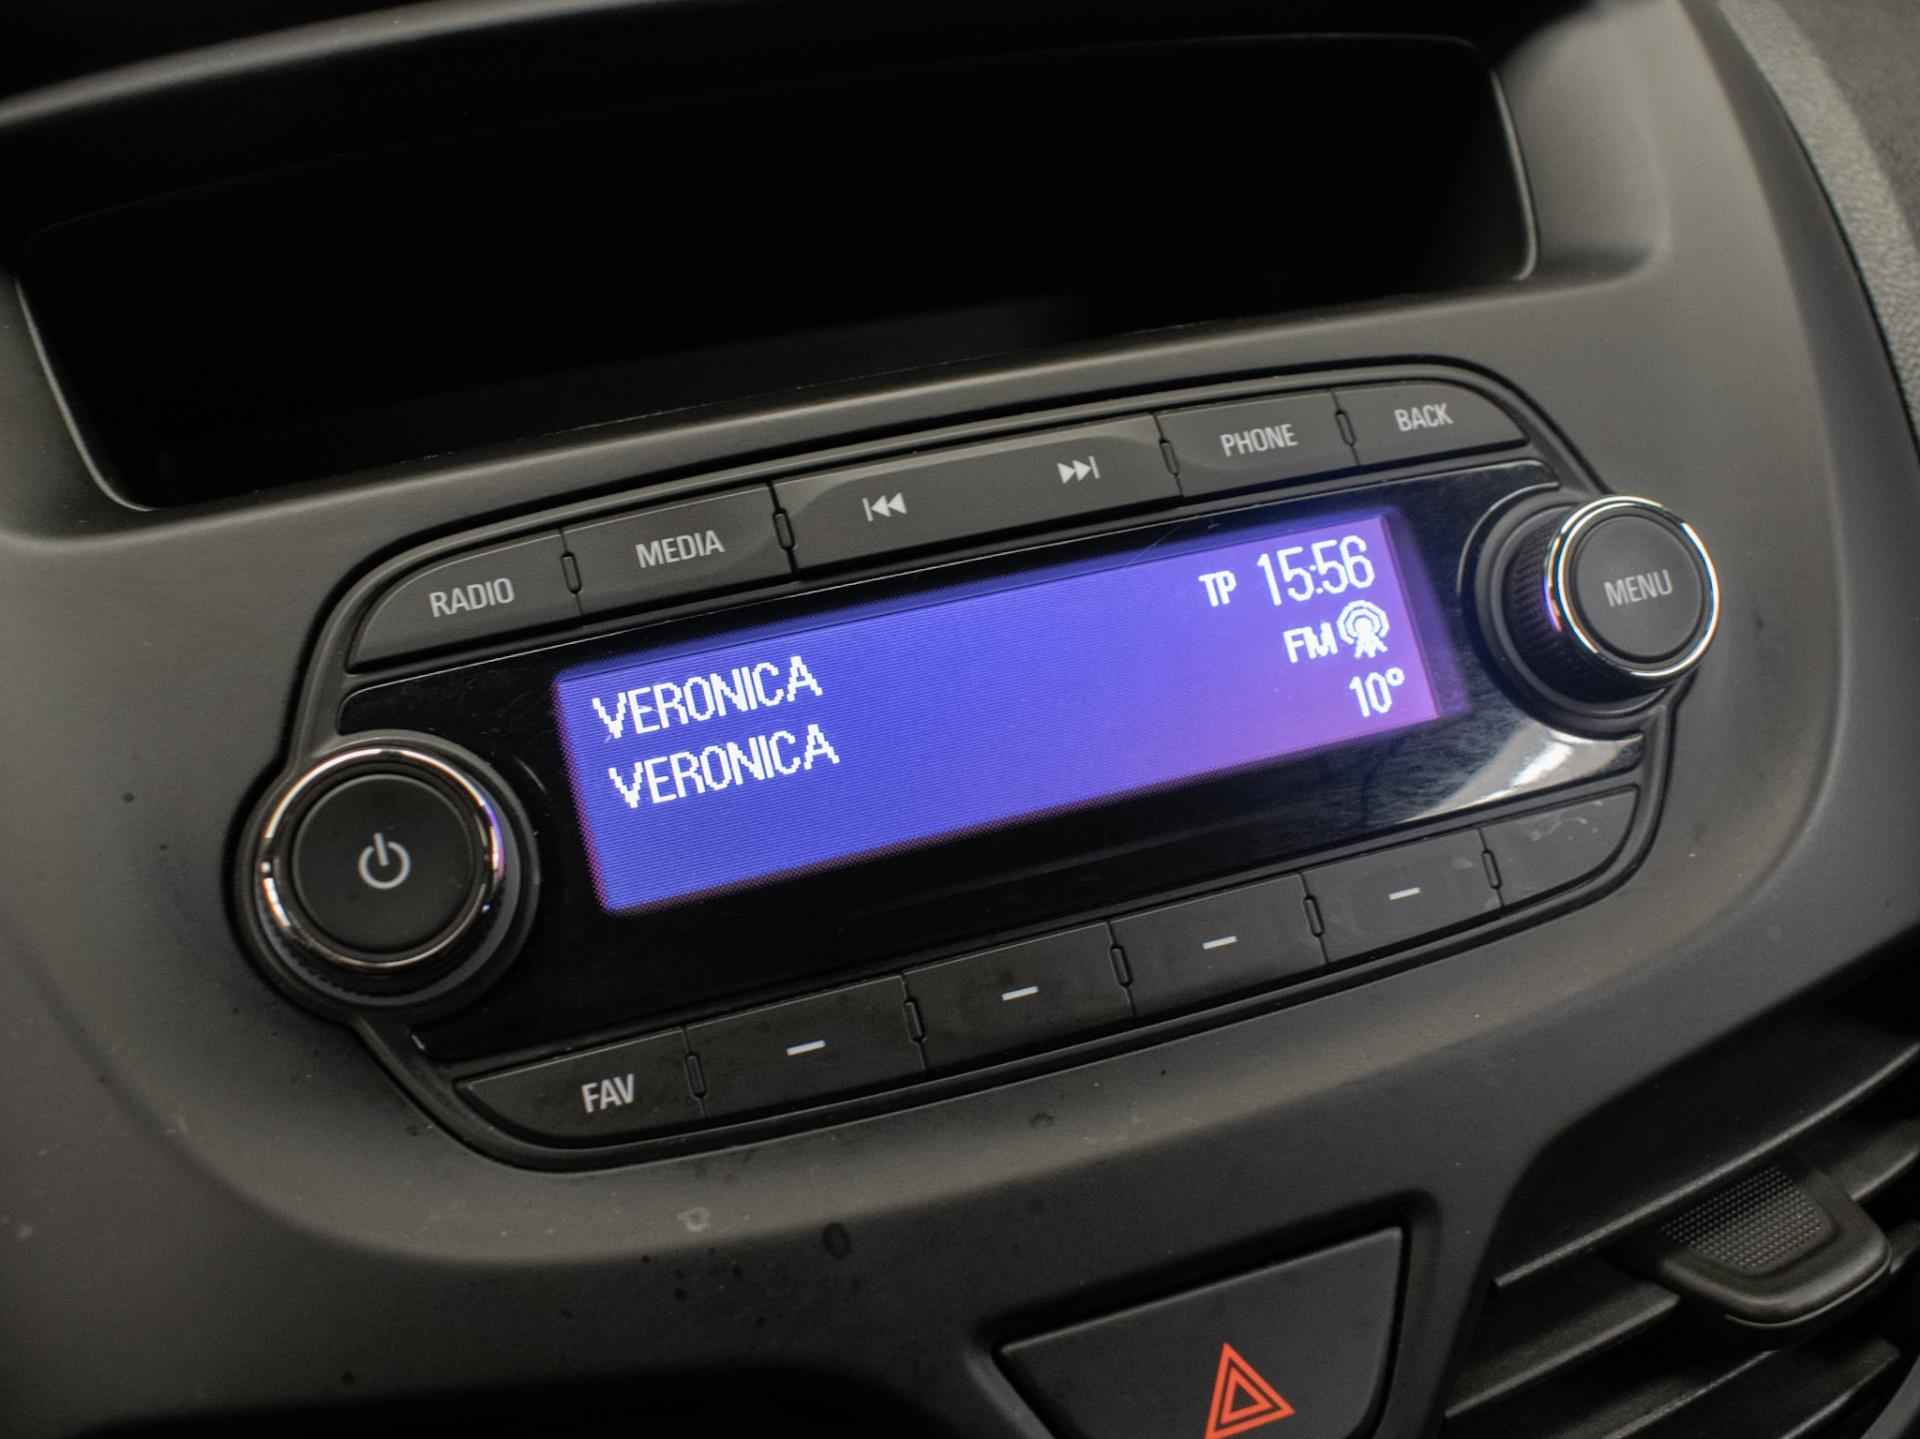 RADIO MEDIA PHONE BACK
TP 15:56
FM
10°
VERONICA
VERONICA
MENU
FAV